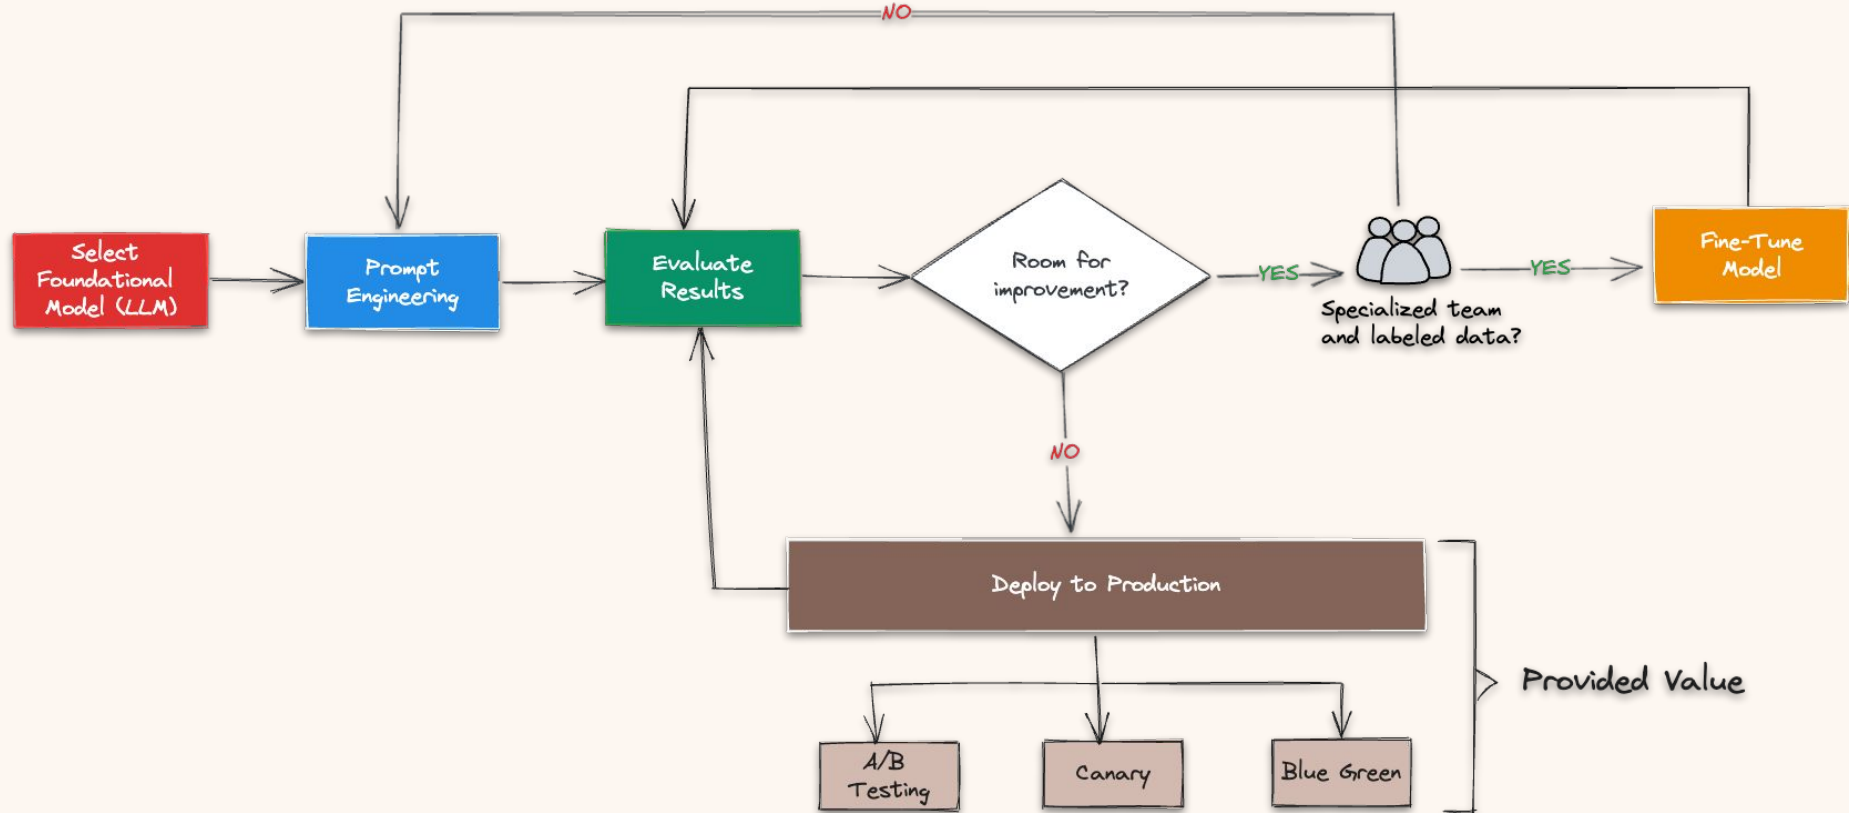 NO
Select
Foundational
Model (LLM)
Prompt
Engineering
Evaluate
Results
Room for
improvement?
YES
Specialized team
and labeled data?
YES
Fine-Tune
Model
NO
Deploy to Production
Provided Value
A/B
Testing
Canary
Blue Green